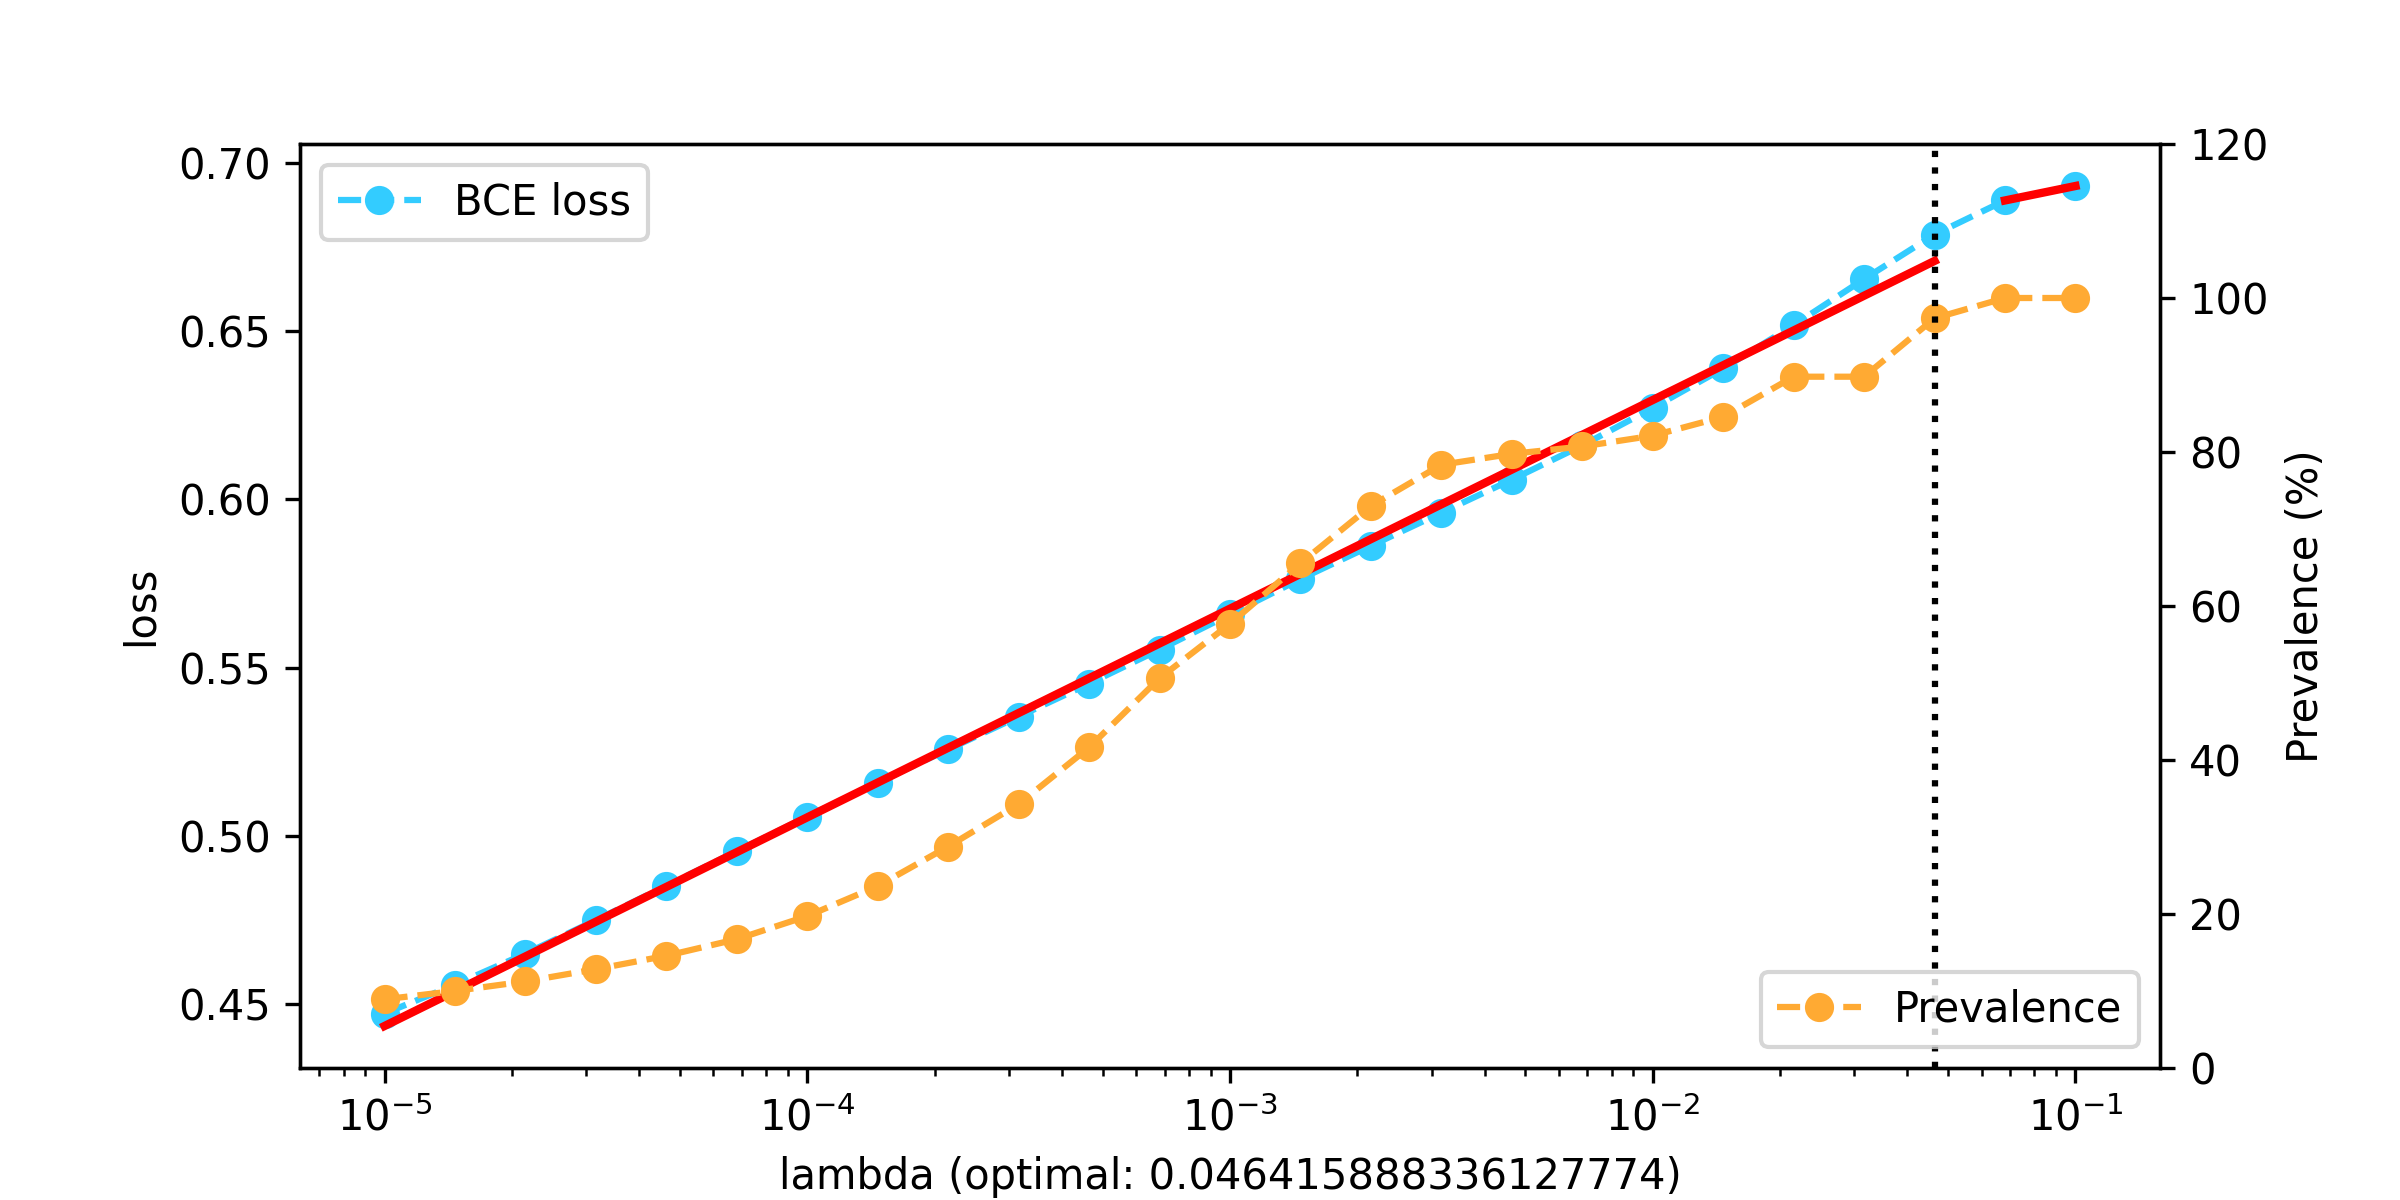 BCE loss
Prevalence
loss
0.70
0.65
0.60
0.55
0.50
0.45
Prevalence (%)
120
100
80
60
40
20
0
10⁻⁵ 10⁻⁴ 10⁻³ 10⁻² 10⁻¹
lambda (optimal: 0.046415888336127774)